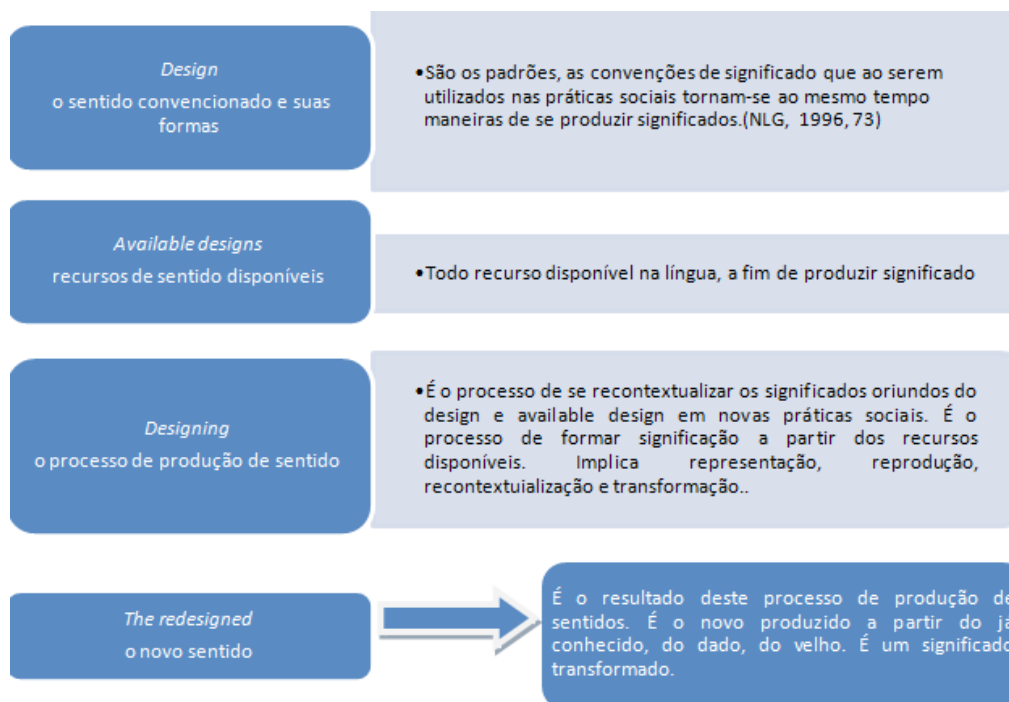 Design
o sentido convencionado e suas
formas
•São os padrões, as convenções de significado que ao serem
utilizados nas práticas sociais tornam-se ao mesmo tempo
maneiras de se produzir significados.(NLG, 1996, 73)
Available designs
recursos de sentido disponíveis
•Todo recurso disponível na língua, a fim de produzir significado
Designing
o processo de produção de sentido
•É o processo de se recontextualizar os significados oriundos do
design e available design em novas práticas sociais. É o
processo de formar significação a partir dos recursos
disponíveis. Implica representação, reprodução,
recontextuialização e transformação..
The redesigned
o novo sentido
É o resultado deste processo de produção de
sentidos. É o novo produzido a partir do já
conhecido, do dado, do velho. É um significado
transformado.